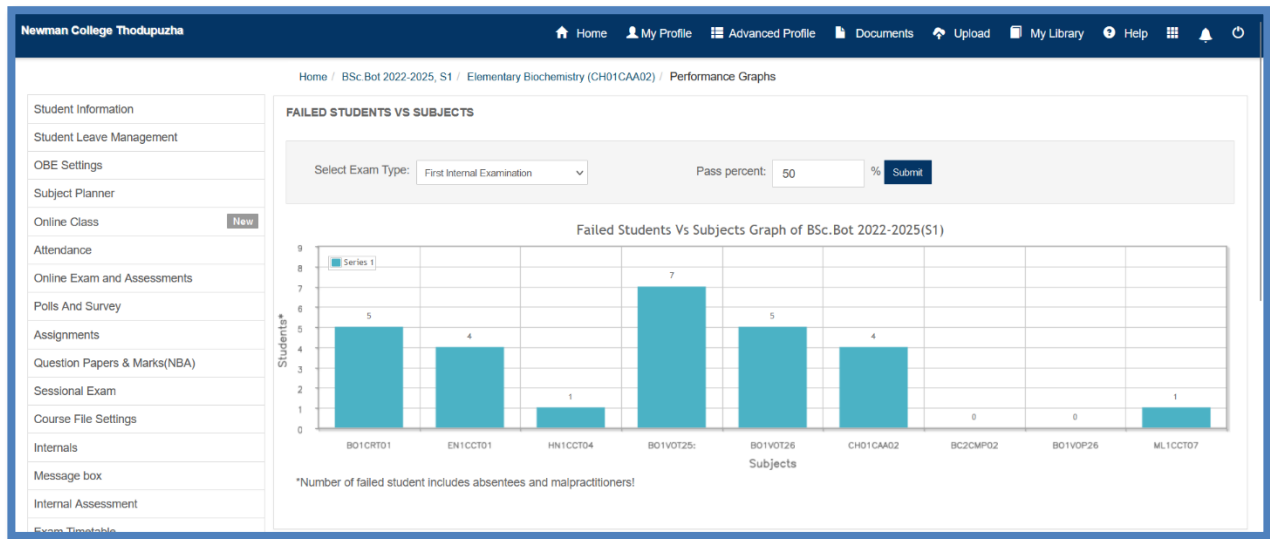 Newman College Thodupuzha
Home My Profile Advanced Profile Documents Upload My Library Help
Home / BSc.Bot 2022-2025, S1 / Elementary Biochemistry (CH01CAA02) / Performance Graphs
Student Information
Student Leave Management
OBE Settings
Subject Planner
Online Class New
Attendance
Online Exam and Assessments
Polls And Survey
Assignments
Question Papers & Marks(NBA)
Sessional Exam
Course File Settings
Internals
Message box
Internal Assessment
Exam Timetable
FAILED STUDENTS VS SUBJECTS
Select Exam Type: First Internal Examination Pass percent: 50 % Submit
Failed Students Vs Subjects Graph of BSc.Bot 2022-2025(S1)
Series 1
9
8
7
6
5
4
3
2
1
0
Students*
5 4 1 7 5 4 0 0 1
BO1CRT01 EN1CCT01 HN1CCT04 BO1VOT25: BO1VOT26 CH01CAA02 BC2CMP02 BO1VOP26 ML1CCT07
Subjects
*Number of failed student includes absentees and malpractitioners!